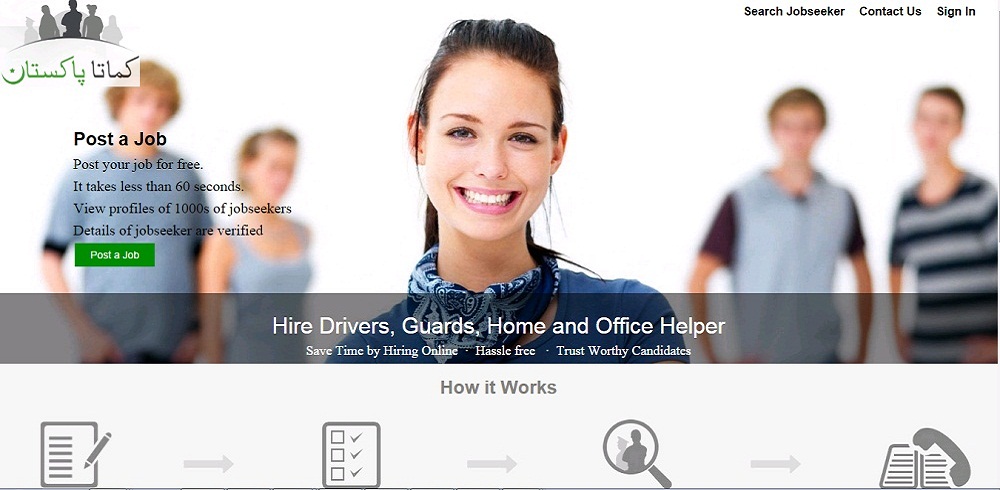 Search Jobseeker Contact Us Sign In
کماتا پاکستان
Post a Job
Post your job for free.
It takes less than 60 seconds.
View profiles of 1000s of jobseekers
Details of jobseeker are verified
Post a Job
Hire Drivers, Guards, Home and Office Helper
Save Time by Hiring Online · Hassle free · Trust Worthy Candidates
How it Works